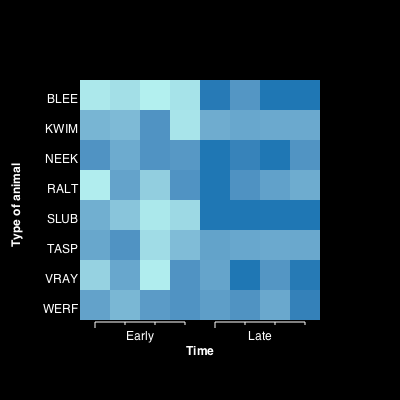 BLEE
KWIM
NEEK
RALT
SLUB
TASP
VRAY
WERF
Type of animal
Early Late
Time